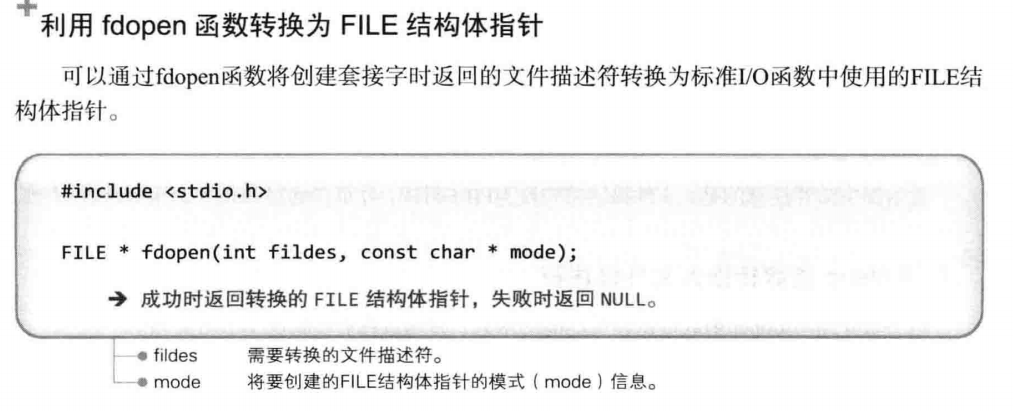 利用 fdopen 函数转换为 FILE 结构体指针
可以通过fdopen函数将创建套接字时返回的文件描述符转换为标准I/O函数中使用的FILE结
构体指针。
#include <stdio.h>
FILE * fdopen(int fildes, const char * mode);
➔ 成功时返回转换的 FILE 结构体指针，失败时返回 NULL。
fildes 需要转换的文件描述符。
mode 将要创建的FILE结构体指针的模式（mode）信息。